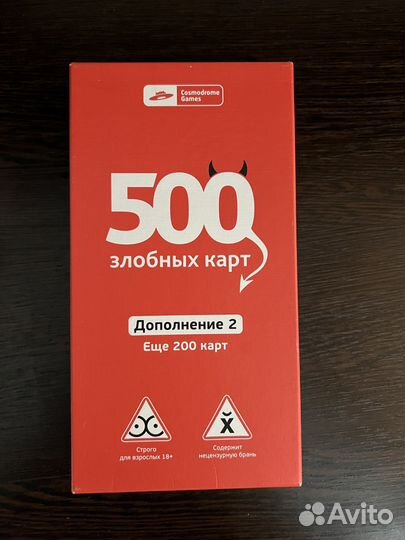 Cosmodrome
Games
500
злобных карт
Дополнение 2
Еще 200 карт
Строго
для взрослых 18+
Х̆
Содержит
нецензурную брань
Avito